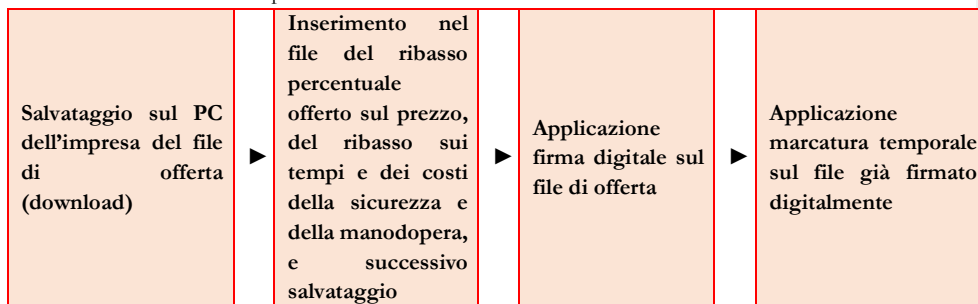 Salvataggio sul PC
dell'impresa del file
di offerta
(download)
►
Inserimento nel
file del ribasso
percentuale
offerto sul prezzo,
del ribasso sui
tempi e dei costi
della sicurezza e
della manodopera,
e successivo
salvataggio
►
Applicazione
firma digitale sul
file di offerta
►
Applicazione
marcatura temporale
sul file già firmato
digitalmente